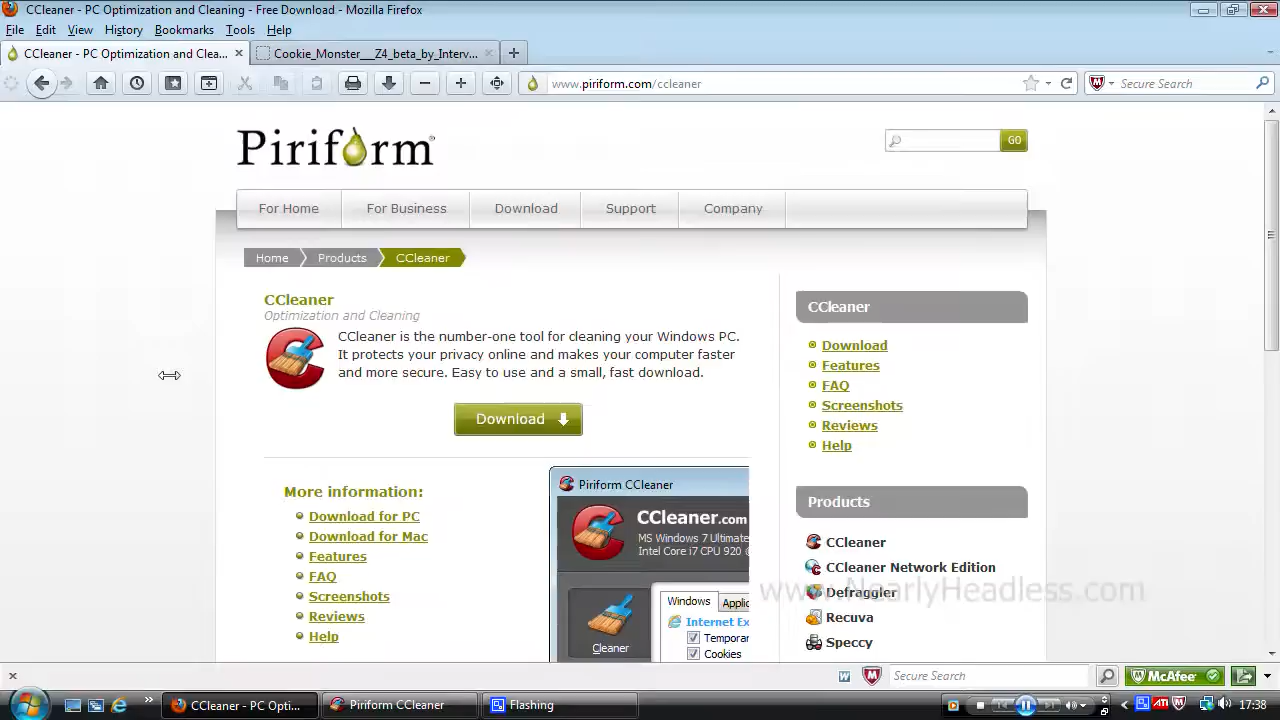 CCleaner - PC Optimization and Cleaning - Free Download - Mozilla Firefox
File Edit View History Bookmarks Tools Help
CCleaner - PC Optimization and Clea...
Cookie_Monster___Z4_beta_by_Interv...
www.piriform.com/ccleaner
Secure Search
Piriform®
GO
For Home
For Business
Download
Support
Company
Home
Products
CCleaner
CCleaner
Optimization and Cleaning
CCleaner is the number-one tool for cleaning your Windows PC.
It protects your privacy online and makes your computer faster
and more secure. Easy to use and a small, fast download.
Download
More information:
Download for PC
Download for Mac
Features
FAQ
Screenshots
Reviews
Help
Piriform CCleaner
CCleaner.com
MS Windows 7 Ultimate
Intel Core i7 CPU 920 @
Cleaner
Windows
Applic
Internet Ex
Temporar
Cookies
CCleaner
Download
Features
FAQ
Screenshots
Reviews
Help
Products
CCleaner
CCleaner Network Edition
Defraggler
Recuva
Speccy
www.NearlyHeadless.com
W
Secure Search
McAfee
CCleaner - PC Opti...
Piriform CCleaner
Flashing
ATI
17:38